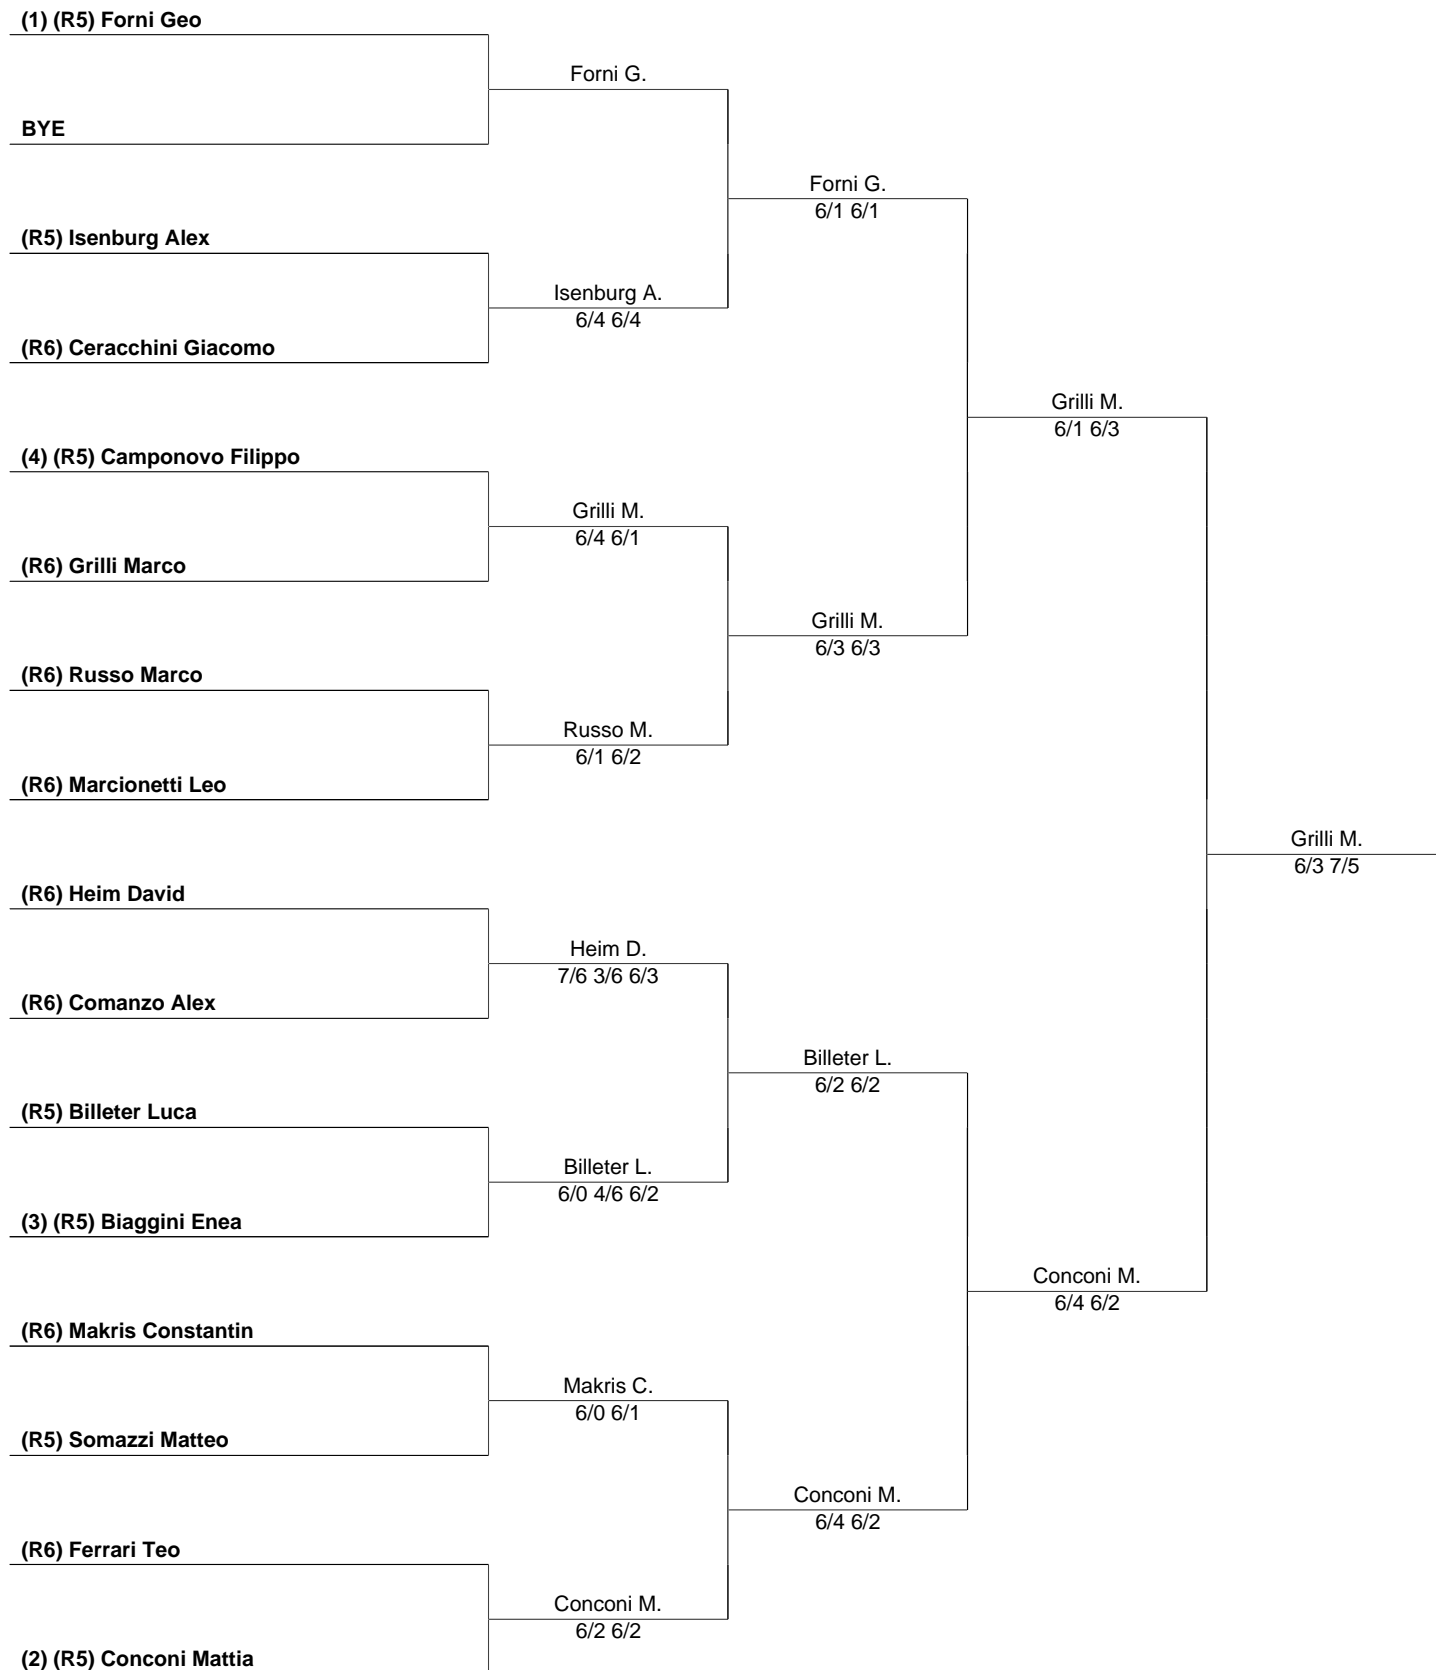 (1) (R5) Forni Geo
Forni G.
BYE
Forni G.
6/1 6/1
(R5) Isenburg Alex
Isenburg A.
6/4 6/4
(R6) Ceracchini Giacomo
Grilli M.
6/1 6/3
(4) (R5) Camponovo Filippo
Grilli M.
6/4 6/1
(R6) Grilli Marco
Grilli M.
6/3 6/3
(R6) Russo Marco
Russo M.
6/1 6/2
(R6) Marcionetti Leo
Grilli M.
6/3 7/5
(R6) Heim David
Heim D.
7/6 3/6 6/3
(R6) Comanzo Alex
Billeter L.
6/2 6/2
(R5) Billeter Luca
Billeter L.
6/0 4/6 6/2
(3) (R5) Biaggini Enea
Conconi M.
6/4 6/2
(R6) Makris Constantin
Makris C.
6/0 6/1
(R5) Somazzi Matteo
Conconi M.
6/4 6/2
(R6) Ferrari Teo
Conconi M.
6/2 6/2
(2) (R5) Conconi Mattia